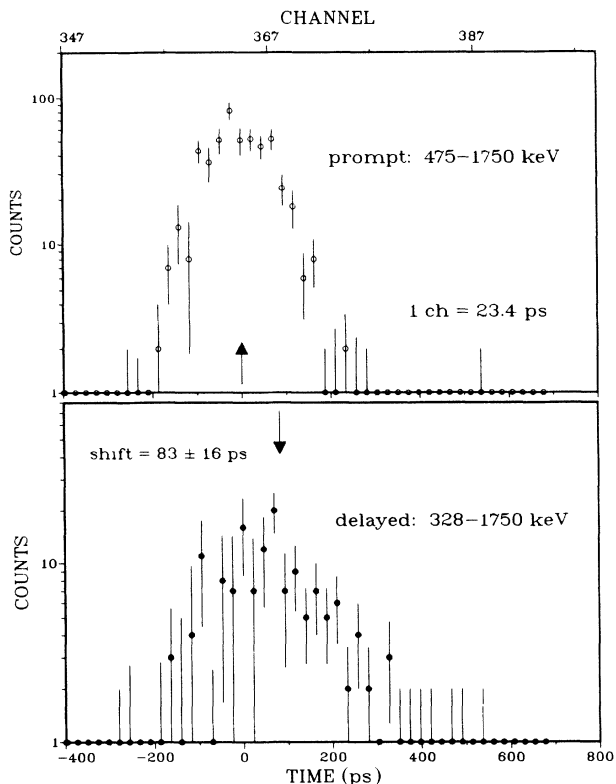 CHANNEL
347 367 387
100
10
1
COUNTS
prompt: 475-1750 keV
1 ch = 23.4 ps
shift = 83 ± 16 ps
delayed: 328-1750 keV
10
1
COUNTS
-400 -200 0 200 400 600 800
TIME (ps)